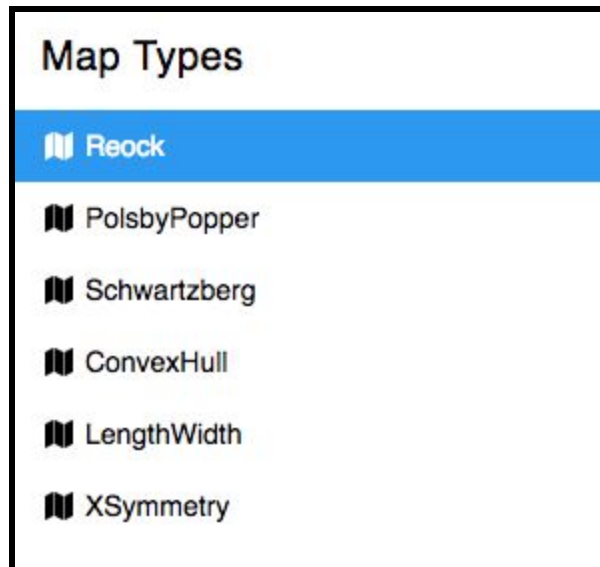 Map Types
Reock
PolsbyPopper
Schwartzberg
ConvexHull
LengthWidth
XSymmetry